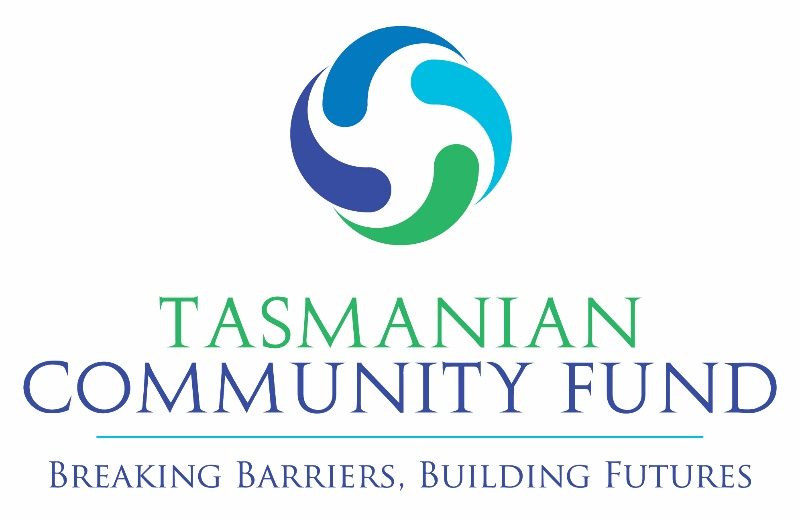 TASMANIAN
COMMUNITY FUND
BREAKING BARRIERS, BUILDING FUTURES